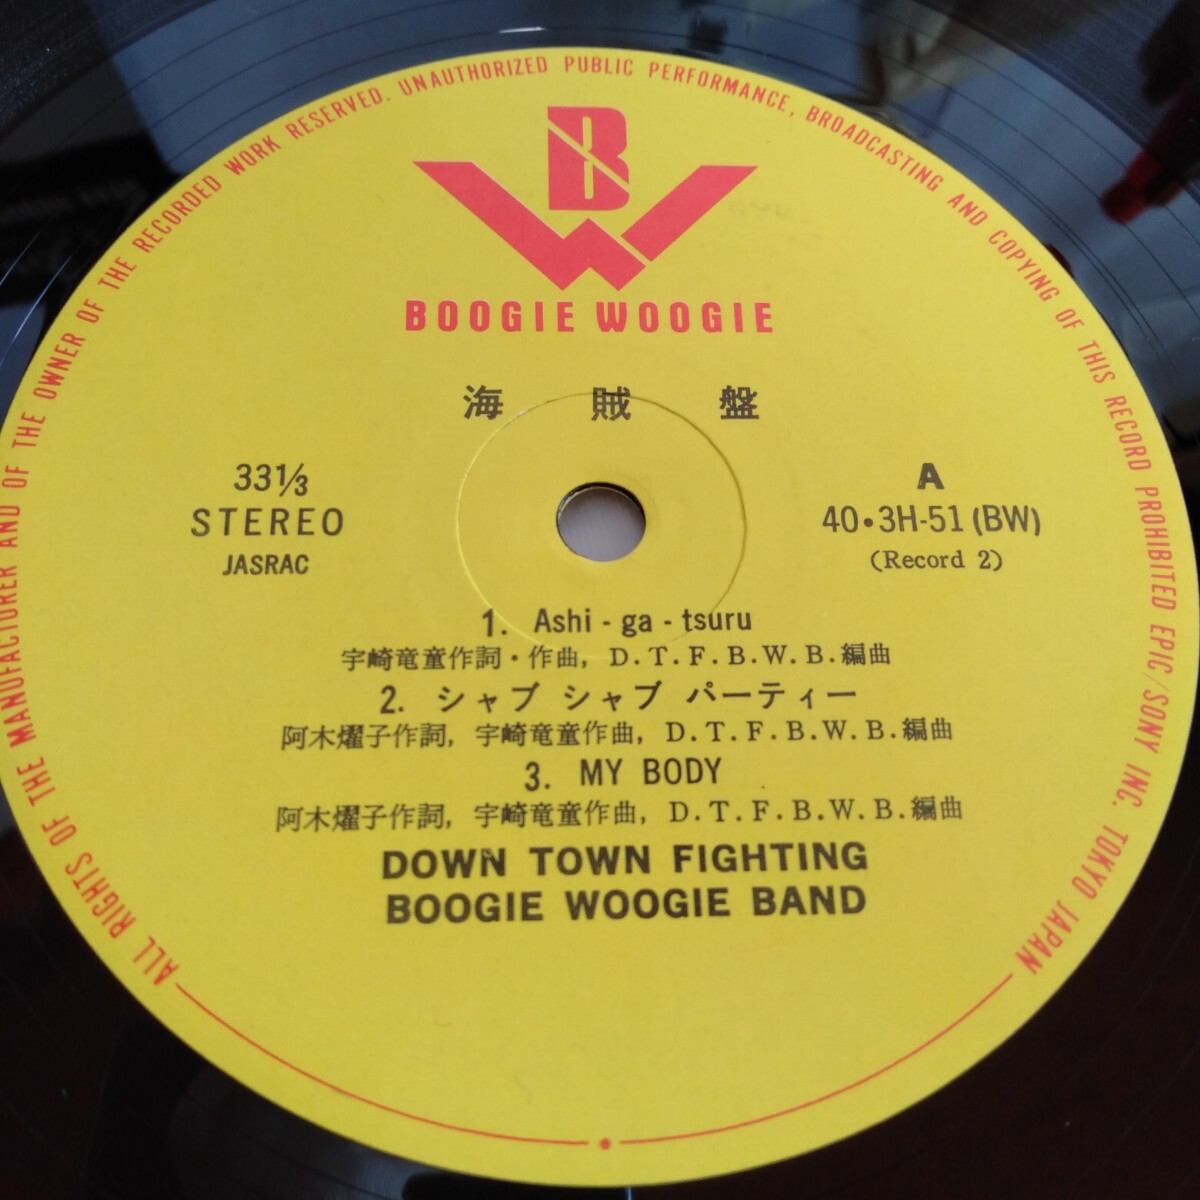 ALL RIGHTS OF THE MANUFACTURER AND OF THE OWNER OF THE RECORDED WORK RESERVED. UNAUTHORIZED PUBLIC PERFORMANCE, BROADCASTING AND COPYING OF THIS RECORD PROHIBITED EPIC/SONY INC. TOKYO JAPAN
B
W
BOOGIE WOOGIE
海賊盤
33⅓
STEREO
JASRAC
A
40・3H-51(BW)
(Record 2)
1. Ashi-ga-tsuru
宇崎竜童作詞・作曲, D.T.F.B.W.B.編曲
2. シャブ シャブ パーティー
阿木燿子作詞, 宇崎竜童作曲, D.T.F.B.W.B.編曲
3. MY BODY
阿木燿子作詞, 宇崎竜童作曲, D.T.F.B.W.B.編曲
DOWN TOWN FIGHTING
BOOGIE WOOGIE BAND